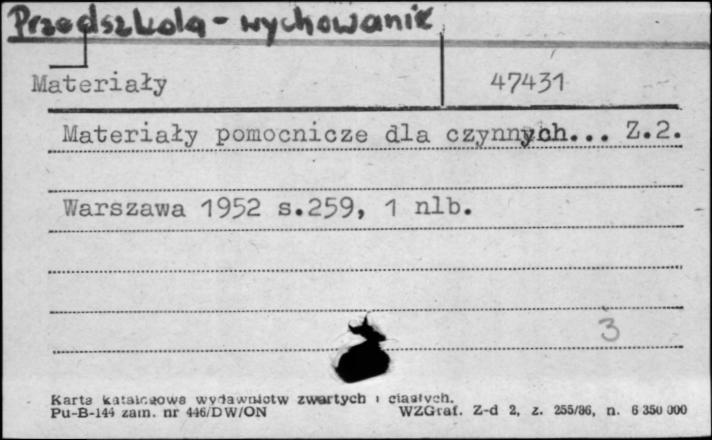 Przedszkola - wychowanie
Materiały 47431
Materiały pomocnicze dla czynnych... Z.2.
Warszawa 1952 s.259, 1 nlb.
3
Karta katalogowa wydawnictw zwartych i ciągłych.
Pu-B-144 zam. nr 446/DW/ON WZGraf. Z-d 2, z. 255/86, n. 6 350 000